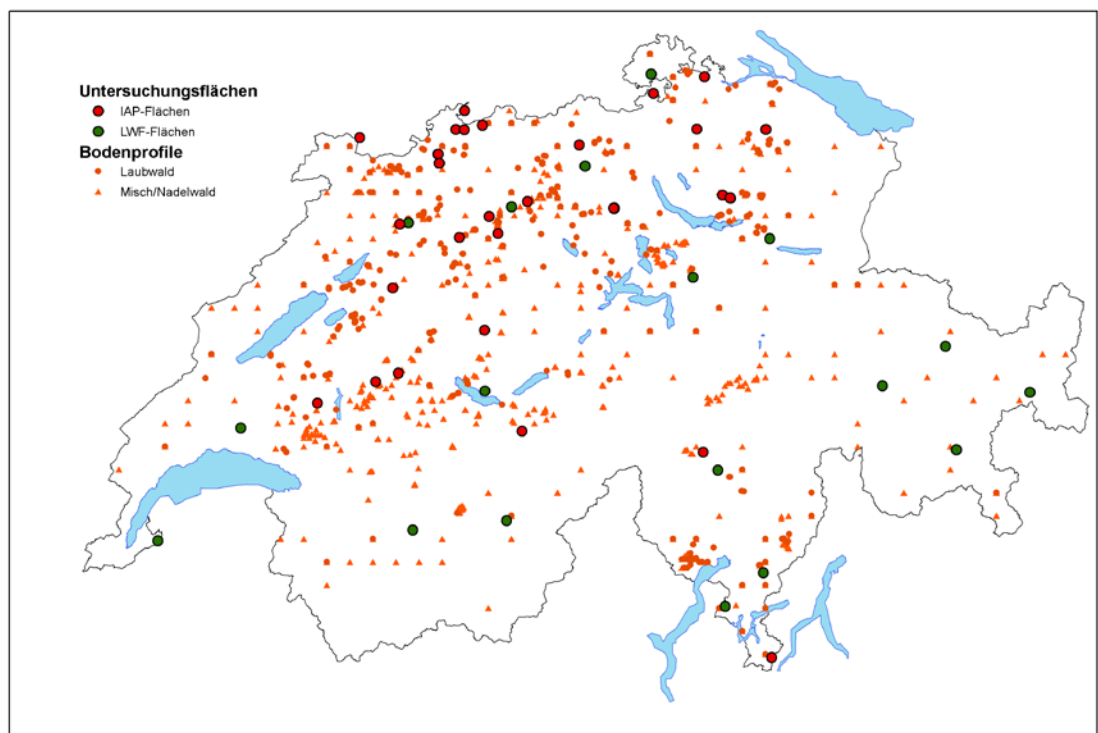 Untersuchungsflächen
IAP-Flächen
LWF-Flächen
Bodenprofile
Laubwald
Misch/Nadelwald